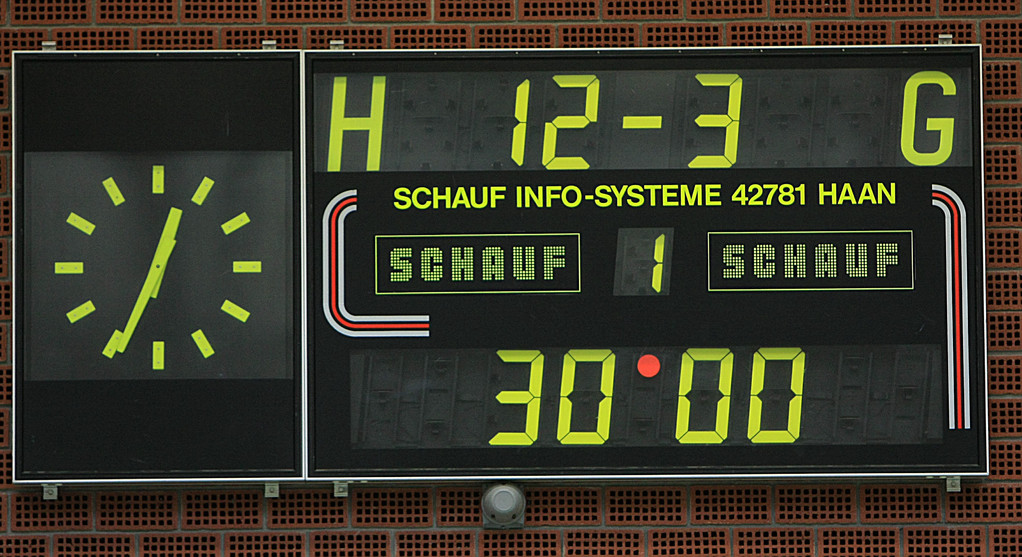 H 12-3 G
SCHAUF INFO-SYSTEME 42781 HAAN
SCHAUF 1 SCHAUF
30 00